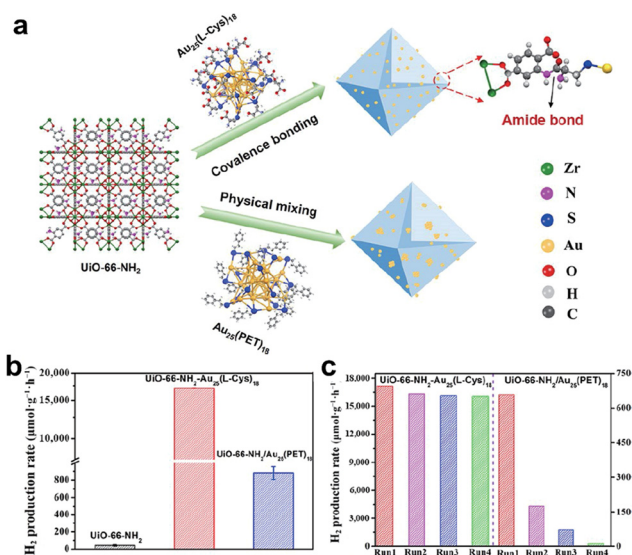 a
Au25(L-Cys)18
Covalence bonding
Amide bond
UiO-66-NH2
Physical mixing
Au25(PET)18
Zr
N
S
Au
O
H
C
b
H2 production rate (μmol·g-1·h-1)
20,000
10,000
800
600
400
200
0
UiO-66-NH2-Au25(L-Cys)18
UiO-66-NH2/Au25(PET)18
UiO-66-NH2
c
H2 production rate (μmol·g-1·h-1)
18,000
15,000
12,000
9,000
6,000
3,000
0
UiO-66-NH2-Au25(L-Cys)18
UiO-66-NH2/Au25(PET)18
750
600
450
300
150
0
Run1 Run2 Run3 Run4 Run1 Run2 Run3 Run4